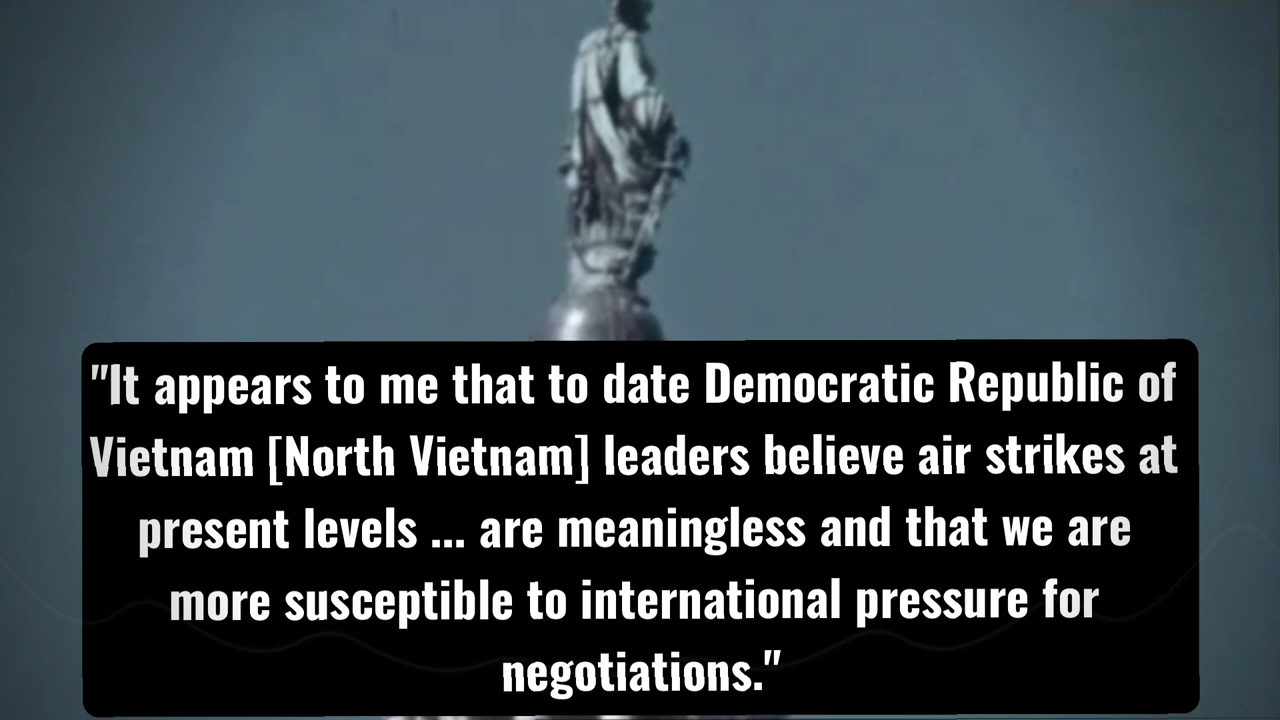 "It appears to me that to date Democratic Republic of
Vietnam [North Vietnam] leaders believe air strikes at
present levels ... are meaningless and that we are
more susceptible to international pressure for
negotiations."